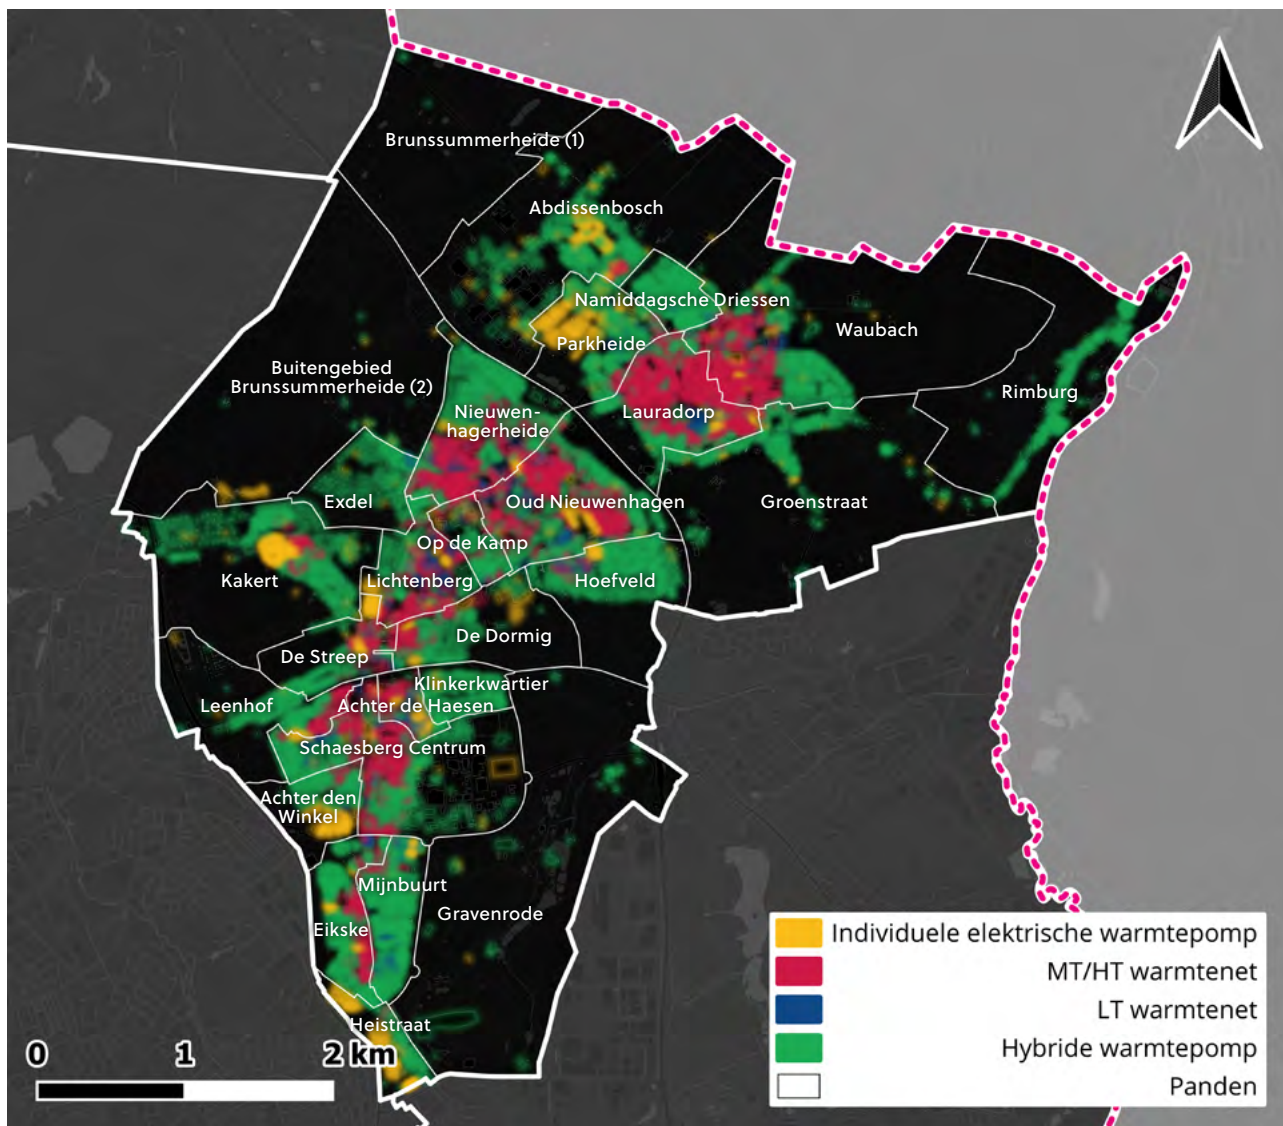 Brunssummerheide (1)
Abdissenbosch
Namiddagsche Driessen
Waubach
Parkheide
Buitengebied
Brunssummerheide (2)
Rimburg
Nieuwen-
hagerheide
Lauradorp
Exdel
Oud Nieuwenhagen
Groenstraat
Op de Kamp
Kakert
Lichtenberg
Hoefveld
De Dormig
De Streep
Klinkerkwartier
Leenhof
Achter de Haesen
Schaesberg Centrum
Achter den
Winkel
Mijnbuurt
Gravenrode
Eikske
Heistraat
0 1 2 km
Individuele elektrische warmtepomp
MT/HT warmtenet
LT warmtenet
Hybride warmtepomp
Panden